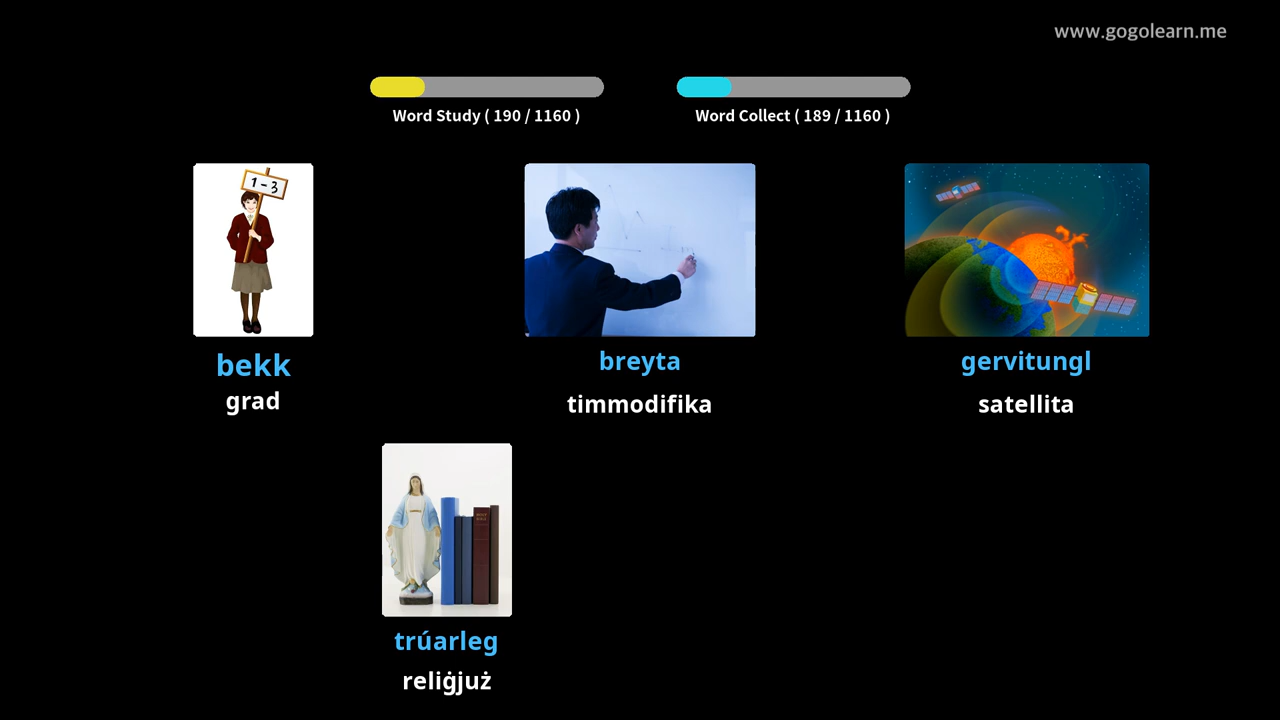 www.gogolearn.me
Word Study ( 190 / 1160 )
Word Collect ( 189 / 1160 )
1-3
bekk
grad
breyta
timmodifika
gervitungl
satellita
trúarleg
reliġjuż